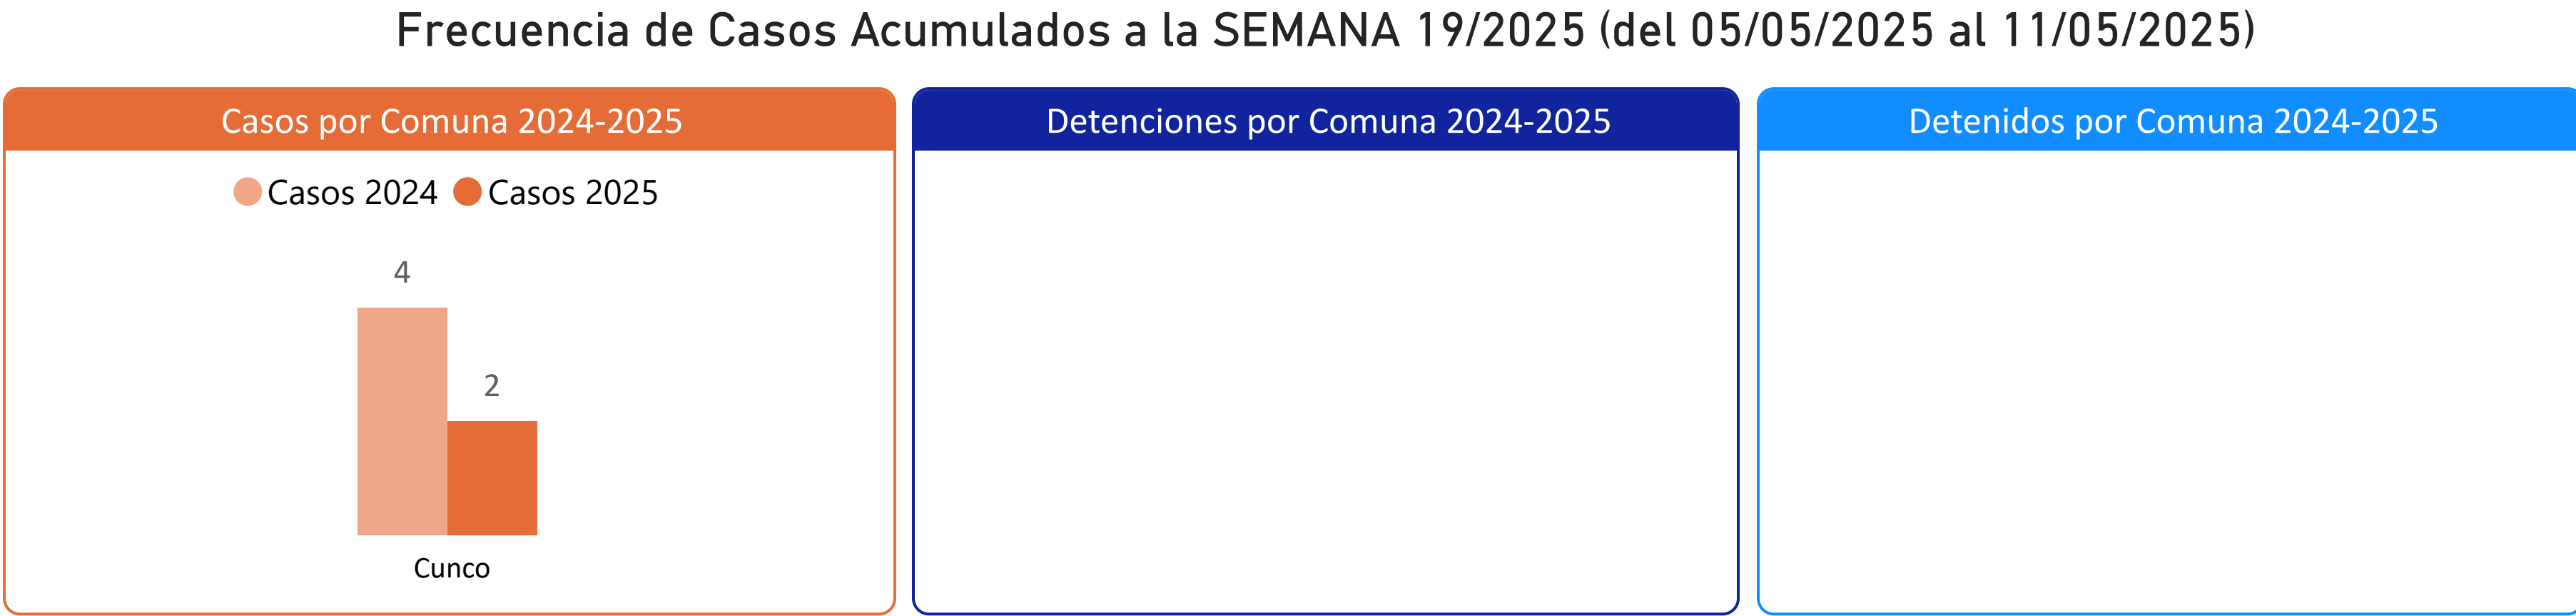 Frecuencia de Casos Acumulados a la SEMANA 19/2025 (del 05/05/2025 al 11/05/2025)
Casos por Comuna 2024-2025
Casos 2024 Casos 2025
4
2
Cunco
Detenciones por Comuna 2024-2025
Detenidos por Comuna 2024-2025